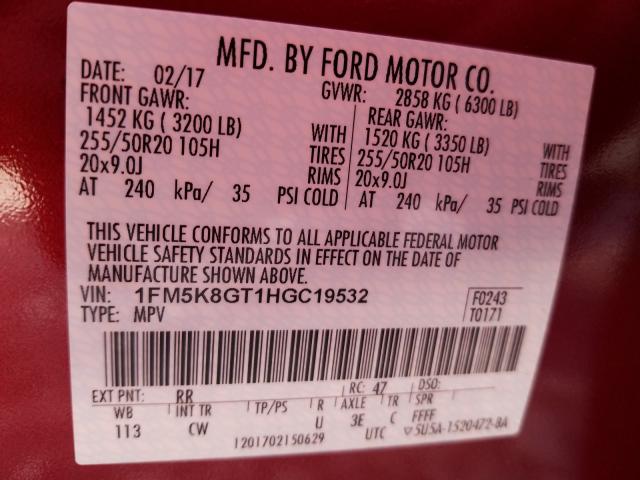 MFD. BY FORD MOTOR CO.
DATE: 02/17 GVWR: 2858 KG ( 6300 LB)
FRONT GAWR: REAR GAWR:
1452 KG ( 3200 LB) WITH 1520 KG ( 3350 LB) WITH
255/50R20 105H TIRES 255/50R20 105H TIRES
20x9.0J RIMS 20x9.0J RIMS
AT 240 kPa/ 35 PSI COLD AT 240 kPa/ 35 PSI COLD
THIS VEHICLE CONFORMS TO ALL APPLICABLE FEDERAL MOTOR
VEHICLE SAFETY STANDARDS IN EFFECT ON THE DATE OF
MANUFACTURE SHOWN ABOVE.
VIN: 1FM5K8GT1HGC19532 F0243
TYPE: MPV T0171
EXT PNT: RR RC: 47 DSO:
WB INT TR TP/PS R AXLE TR SPR
113 CW U 3E C FFFF
1201702150629 UTC ▽5U5A-1520472-BA